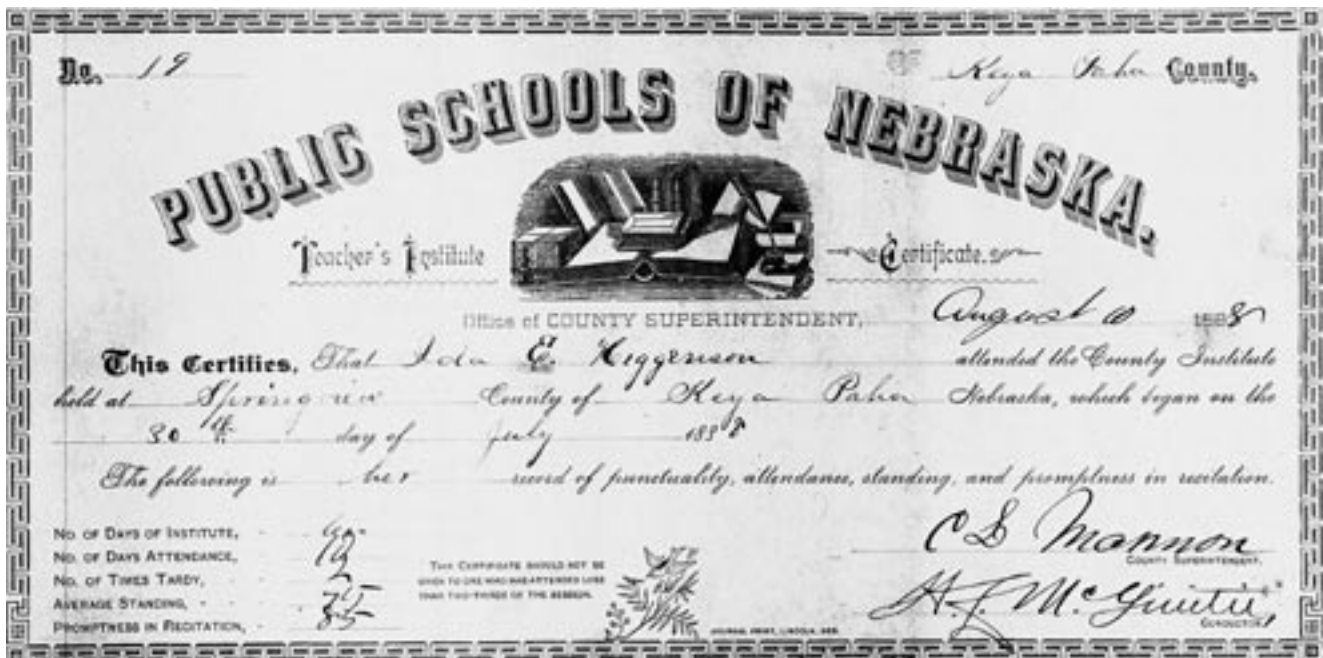 No. 19 Keya Paha County.
PUBLIC SCHOOLS OF NEBRASKA.
Teacher's Institute Certificate.
Office of COUNTY SUPERINTENDENT, August 10 1888
This Certifies, That Ida E. Higgenson attended the County Institute
held at Springview County of Keya Paha Nebraska, which began on the
30th day of July 1888
The following is her record of punctuality, attendance, standing, and promptness in recitation.
No. of Days of Institute,
No. of Days Attendance,
No. of Times Tardy,
Average Standing, 75
Promptness in Recitation, 85
This Certificate should not be
given to one who has attended less
than two-thirds of the session.
JOURNAL PRINT, LINCOLN, NEB.
C D Mannon
County Superintendent.
Conductor.